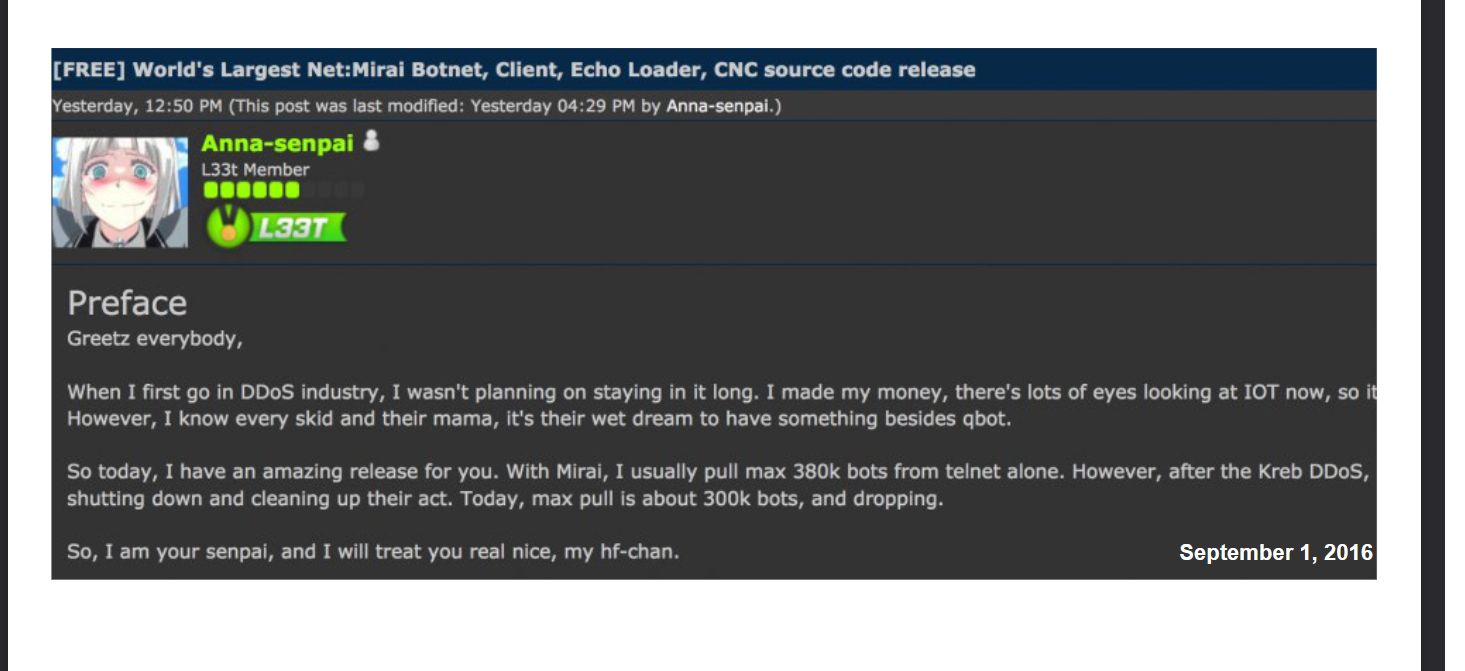 [FREE] World's Largest Net:Mirai Botnet, Client, Echo Loader, CNC source code release
Yesterday, 12:50 PM (This post was last modified: Yesterday 04:29 PM by Anna-senpai.)
Anna-senpai
L33t Member
L33T
Preface
Greetz everybody,
When I first go in DDoS industry, I wasn't planning on staying in it long. I made my money, there's lots of eyes looking at IOT now, so it
However, I know every skid and their mama, it's their wet dream to have something besides qbot.
So today, I have an amazing release for you. With Mirai, I usually pull max 380k bots from telnet alone. However, after the Kreb DDoS,
shutting down and cleaning up their act. Today, max pull is about 300k bots, and dropping.
So, I am your senpai, and I will treat you real nice, my hf-chan.
September 1, 2016